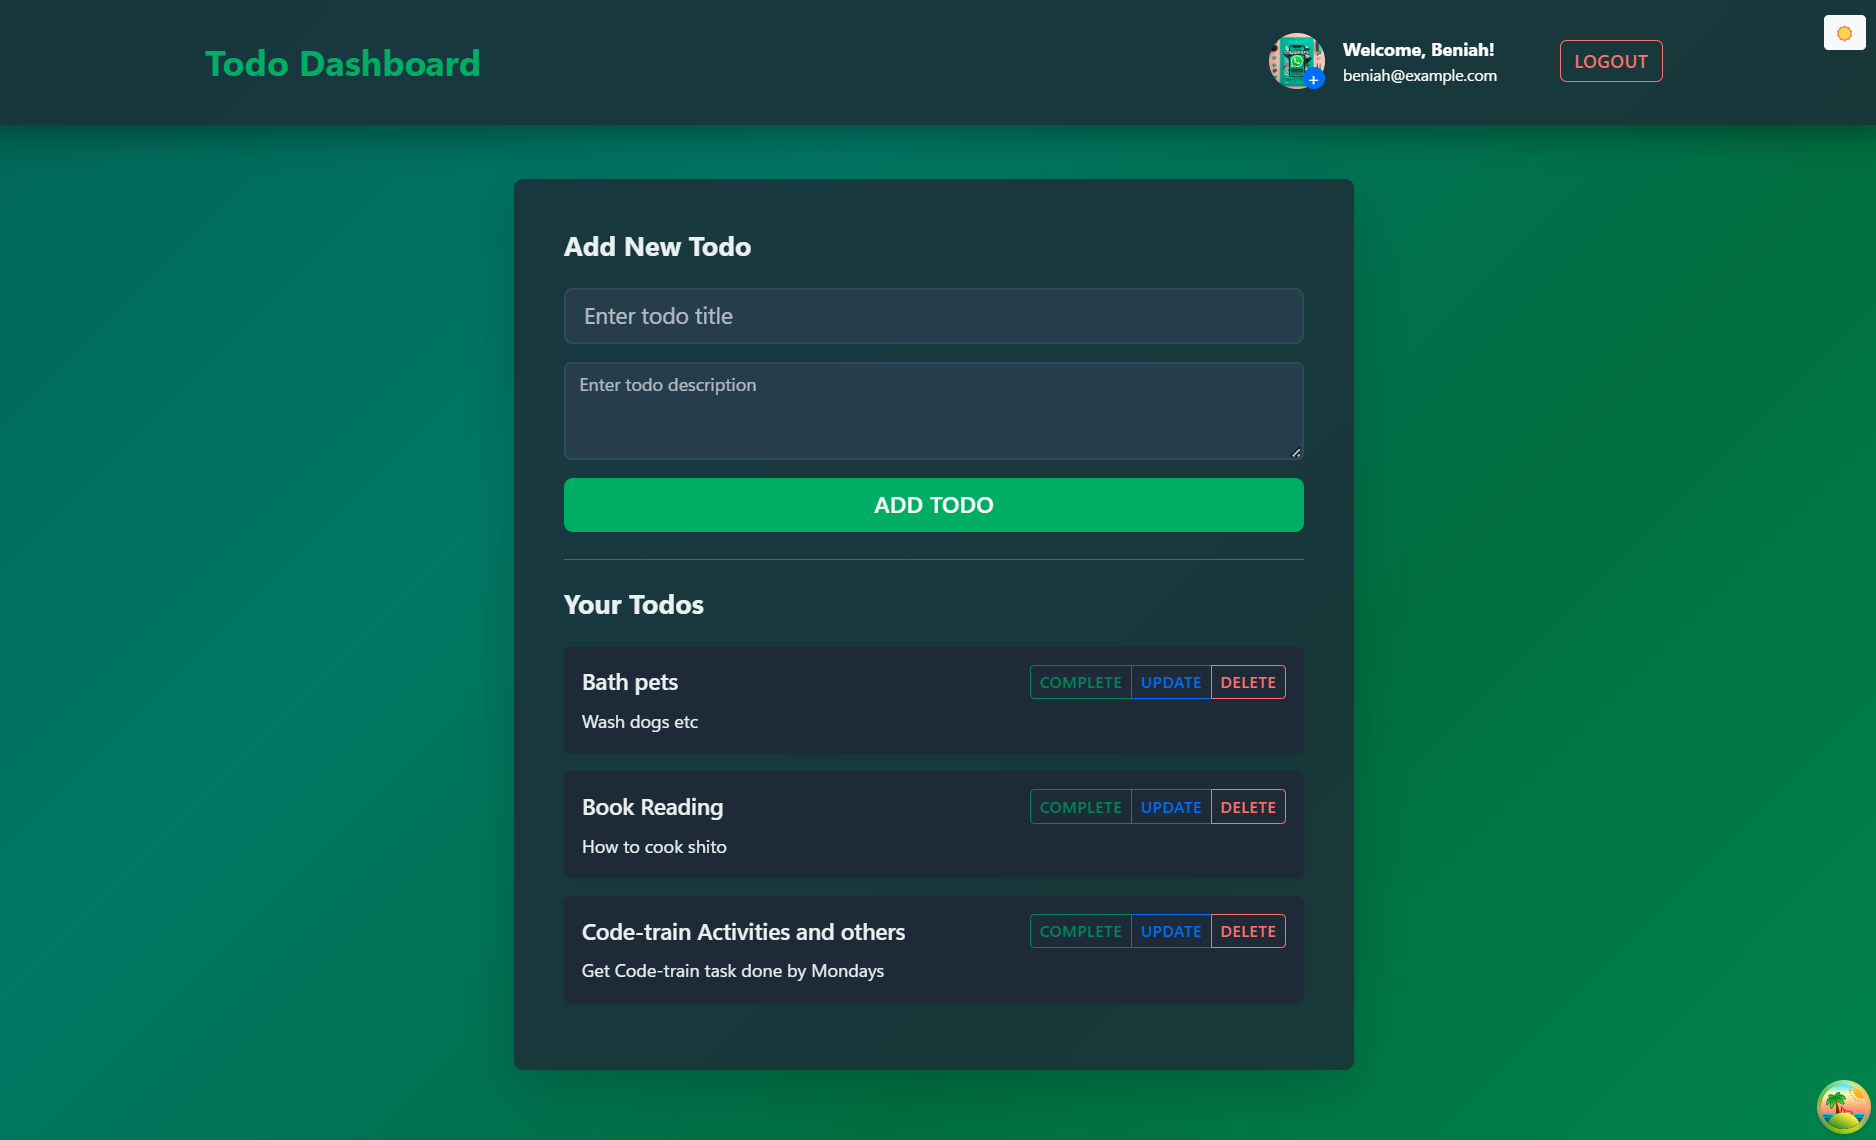 Todo Dashboard
Welcome, Beniah!
beniah@example.com
LOGOUT
Add New Todo
Enter todo title
Enter todo description
ADD TODO
Your Todos
Bath pets
COMPLETE UPDATE DELETE
Wash dogs etc
Book Reading
COMPLETE UPDATE DELETE
How to cook shito
Code-train Activities and others
COMPLETE UPDATE DELETE
Get Code-train task done by Mondays